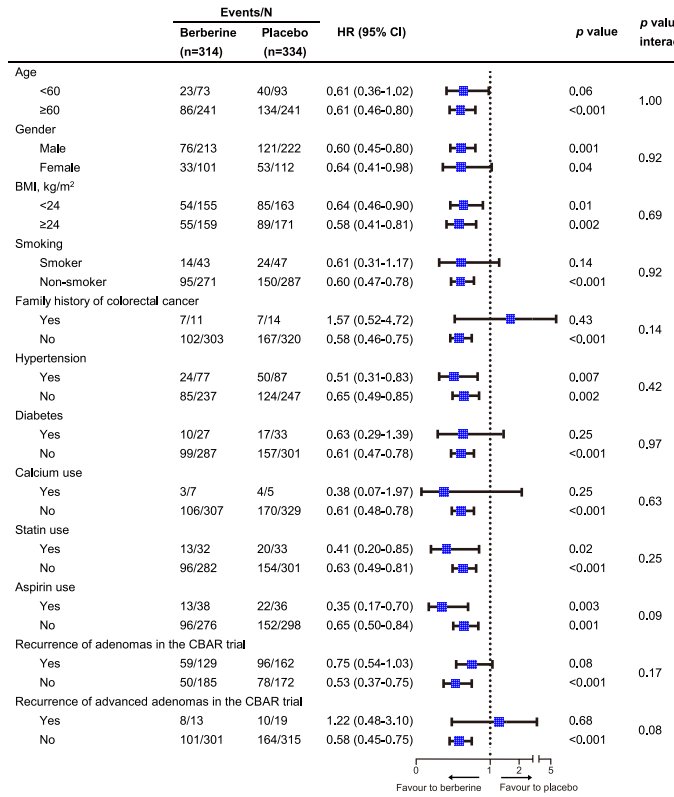 Events/N
Berberine Placebo HR (95% CI) p value p valu
(n=314) (n=334) interac
Age
<60 23/73 40/93 0.61 (0.36-1.02) 0.06
≥60 86/241 134/241 0.61 (0.46-0.80) <0.001
1.00
Gender
Male 76/213 121/222 0.60 (0.45-0.80) 0.001
Female 33/101 53/112 0.64 (0.41-0.98) 0.04
0.92
BMI, kg/m²
<24 54/155 85/163 0.64 (0.46-0.90) 0.01
≥24 55/159 89/171 0.58 (0.41-0.81) 0.002
0.69
Smoking
Smoker 14/43 24/47 0.61 (0.31-1.17) 0.14
Non-smoker 95/271 150/287 0.60 (0.47-0.78) <0.001
0.92
Family history of colorectal cancer
Yes 7/11 7/14 1.57 (0.52-4.72) 0.43
No 102/303 167/320 0.58 (0.46-0.75) <0.001
0.14
Hypertension
Yes 24/77 50/87 0.51 (0.31-0.83) 0.007
No 85/237 124/247 0.65 (0.49-0.85) 0.002
0.42
Diabetes
Yes 10/27 17/33 0.63 (0.29-1.39) 0.25
No 99/287 157/301 0.61 (0.47-0.78) <0.001
0.97
Calcium use
Yes 3/7 4/5 0.38 (0.07-1.97) 0.25
No 106/307 170/329 0.61 (0.48-0.78) <0.001
0.63
Statin use
Yes 13/32 20/33 0.41 (0.20-0.85) 0.02
No 96/282 154/301 0.63 (0.49-0.81) <0.001
0.25
Aspirin use
Yes 13/38 22/36 0.35 (0.17-0.70) 0.003
No 96/276 152/298 0.65 (0.50-0.84) 0.001
0.09
Recurrence of adenomas in the CBAR trial
Yes 59/129 96/162 0.75 (0.54-1.03) 0.08
No 50/185 78/172 0.53 (0.37-0.75) <0.001
0.17
Recurrence of advanced adenomas in the CBAR trial
Yes 8/13 10/19 1.22 (0.48-3.10) 0.68
No 101/301 164/315 0.58 (0.45-0.75) <0.001
0.08
0 1 2 5
Favour to berberine Favour to placebo